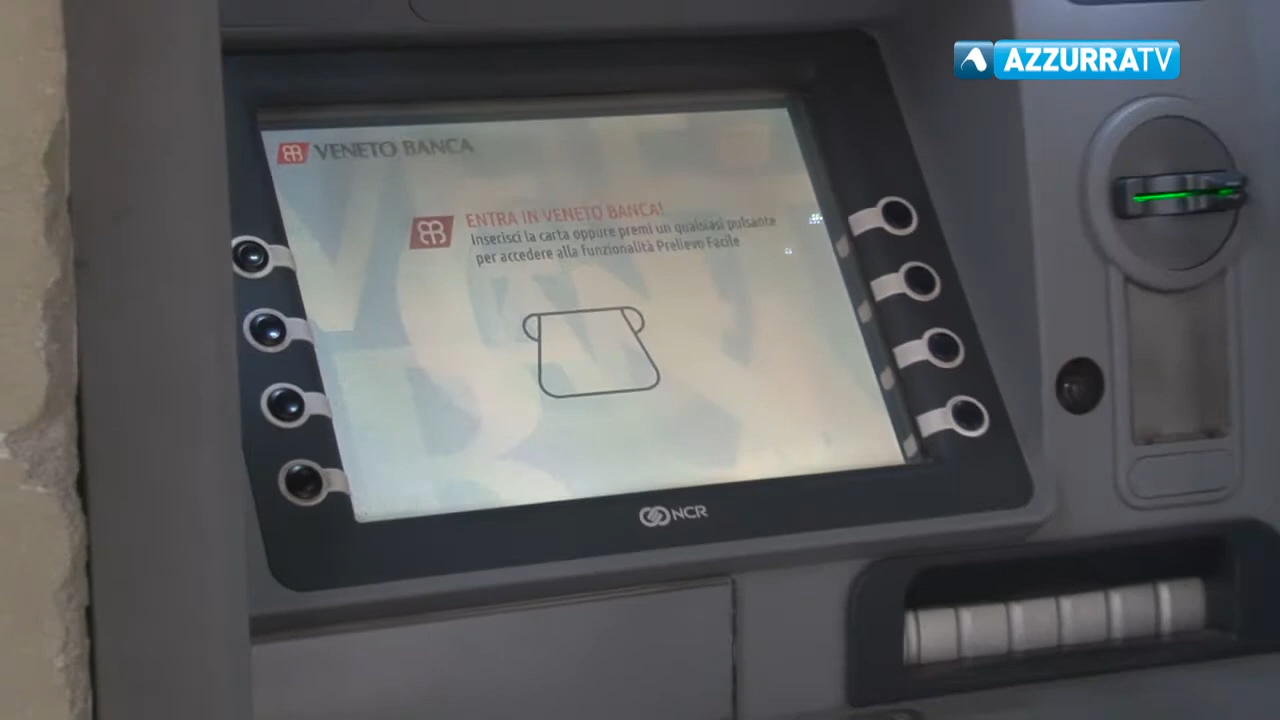 AZZURRATV
VENETO BANCA
ENTRA IN VENETO BANCA!
Inserisci la carta oppure premi un qualsiasi pulsante
per accedere alla funzionalità Prelievo Facile
NCR